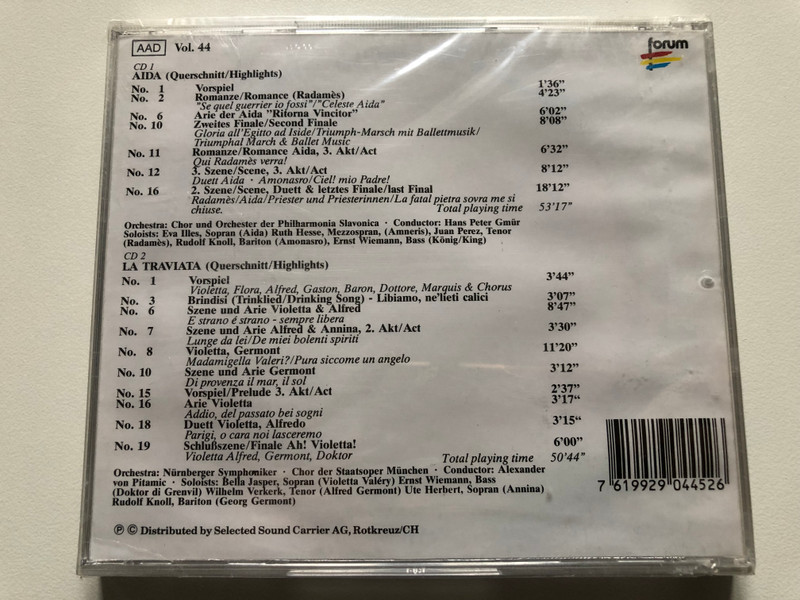 AAD Vol. 44
forum
CD 1
AIDA (Querschnitt/Highlights)
No. 1 Vorspiel 1'36"
No. 2 Romanze/Romance (Radamès) 4'23"
"Se quel guerrier io fossi"/"Celeste Aida"
No. 6 Arie der Aida "Ritorna Vincitor" 6'02"
No. 10 Zweites Finale/Second Finale 8'08"
Gloria all'Egitto ad Iside/Triumph-Marsch mit Ballettmusik/
Triumphal March & Ballet Music
No. 11 Romanze/Romance Aida, 3. Akt/Act 6'32"
Qui Radamès verra!
No. 12 3. Szene/Scene, 3. Akt/Act 8'12"
Duett Aida · Amonasro/Ciel! mio Padre!
No. 16 2. Szene/Scene, Duett & letztes Finale/last Final 18'12"
Radamès/Aida/Priester und Priesterinnen/La fatal pietra sovra me si
chiuse. Total playing time 53'17"
Orchestra: Chor und Orchester der Philharmonia Slavonica · Conductor: Hans Peter Gmür
Soloists: Eva Illes, Sopran (Aida) Ruth Hesse, Mezzospran, (Amneris), Juan Perez, Tenor
(Radamès), Rudolf Knoll, Bariton (Amonasro), Ernst Wiemann, Bass (König/King)
CD 2
LA TRAVIATA (Querschnitt/Highlights)
No. 1 Vorspiel 3'44"
Violetta, Flora, Alfred, Gaston, Baron, Dottore, Marquis & Chorus
No. 3 Brindisi (Trinklied/Drinking Song) - Libiamo, ne'lieti calici 3'07"
No. 6 Szene und Arie Violetta & Alfred 8'47"
E strano é strano - sempre libera
No. 7 Szene und Arie Alfred & Annina, 2. Akt/Act 3'30"
Lunge da lei/De miei bolenti spiriti
No. 8 Violetta, Germont 11'20"
Madamigella Valeri?/Pura siccome un angelo
No. 10 Szene und Arie Germont 3'12"
Di provenza il mar, il sol
No. 15 Vorspiel/Prelude 3. Akt/Act 2'37"
No. 16 Arie Violetta 3'17"
Addio, del passato bei sogni
No. 18 Duett Violetta, Alfredo 3'15"
Parigi, o cara noi lasceremo
No. 19 Schlußszene/Finale Ah! Violetta! 6'00"
Violetta Alfred, Germont, Doktor Total playing time 50'44"
Orchestra: Nürnberger Symphoniker · Chor der Staatsoper München · Conductor: Alexander
von Pitamic · Soloists: Bella Jasper, Sopran (Violetta Valéry) Ernst Wiemann, Bass
(Doktor di Grenvil) Wilhelm Verkerk, Tenor (Alfred Germont) Ute Herbert, Sopran (Annina)
Rudolf Knoll, Bariton (Georg Germont)
7 619929 044526
℗ © Distributed by Selected Sound Carrier AG, Rotkreuz/CH